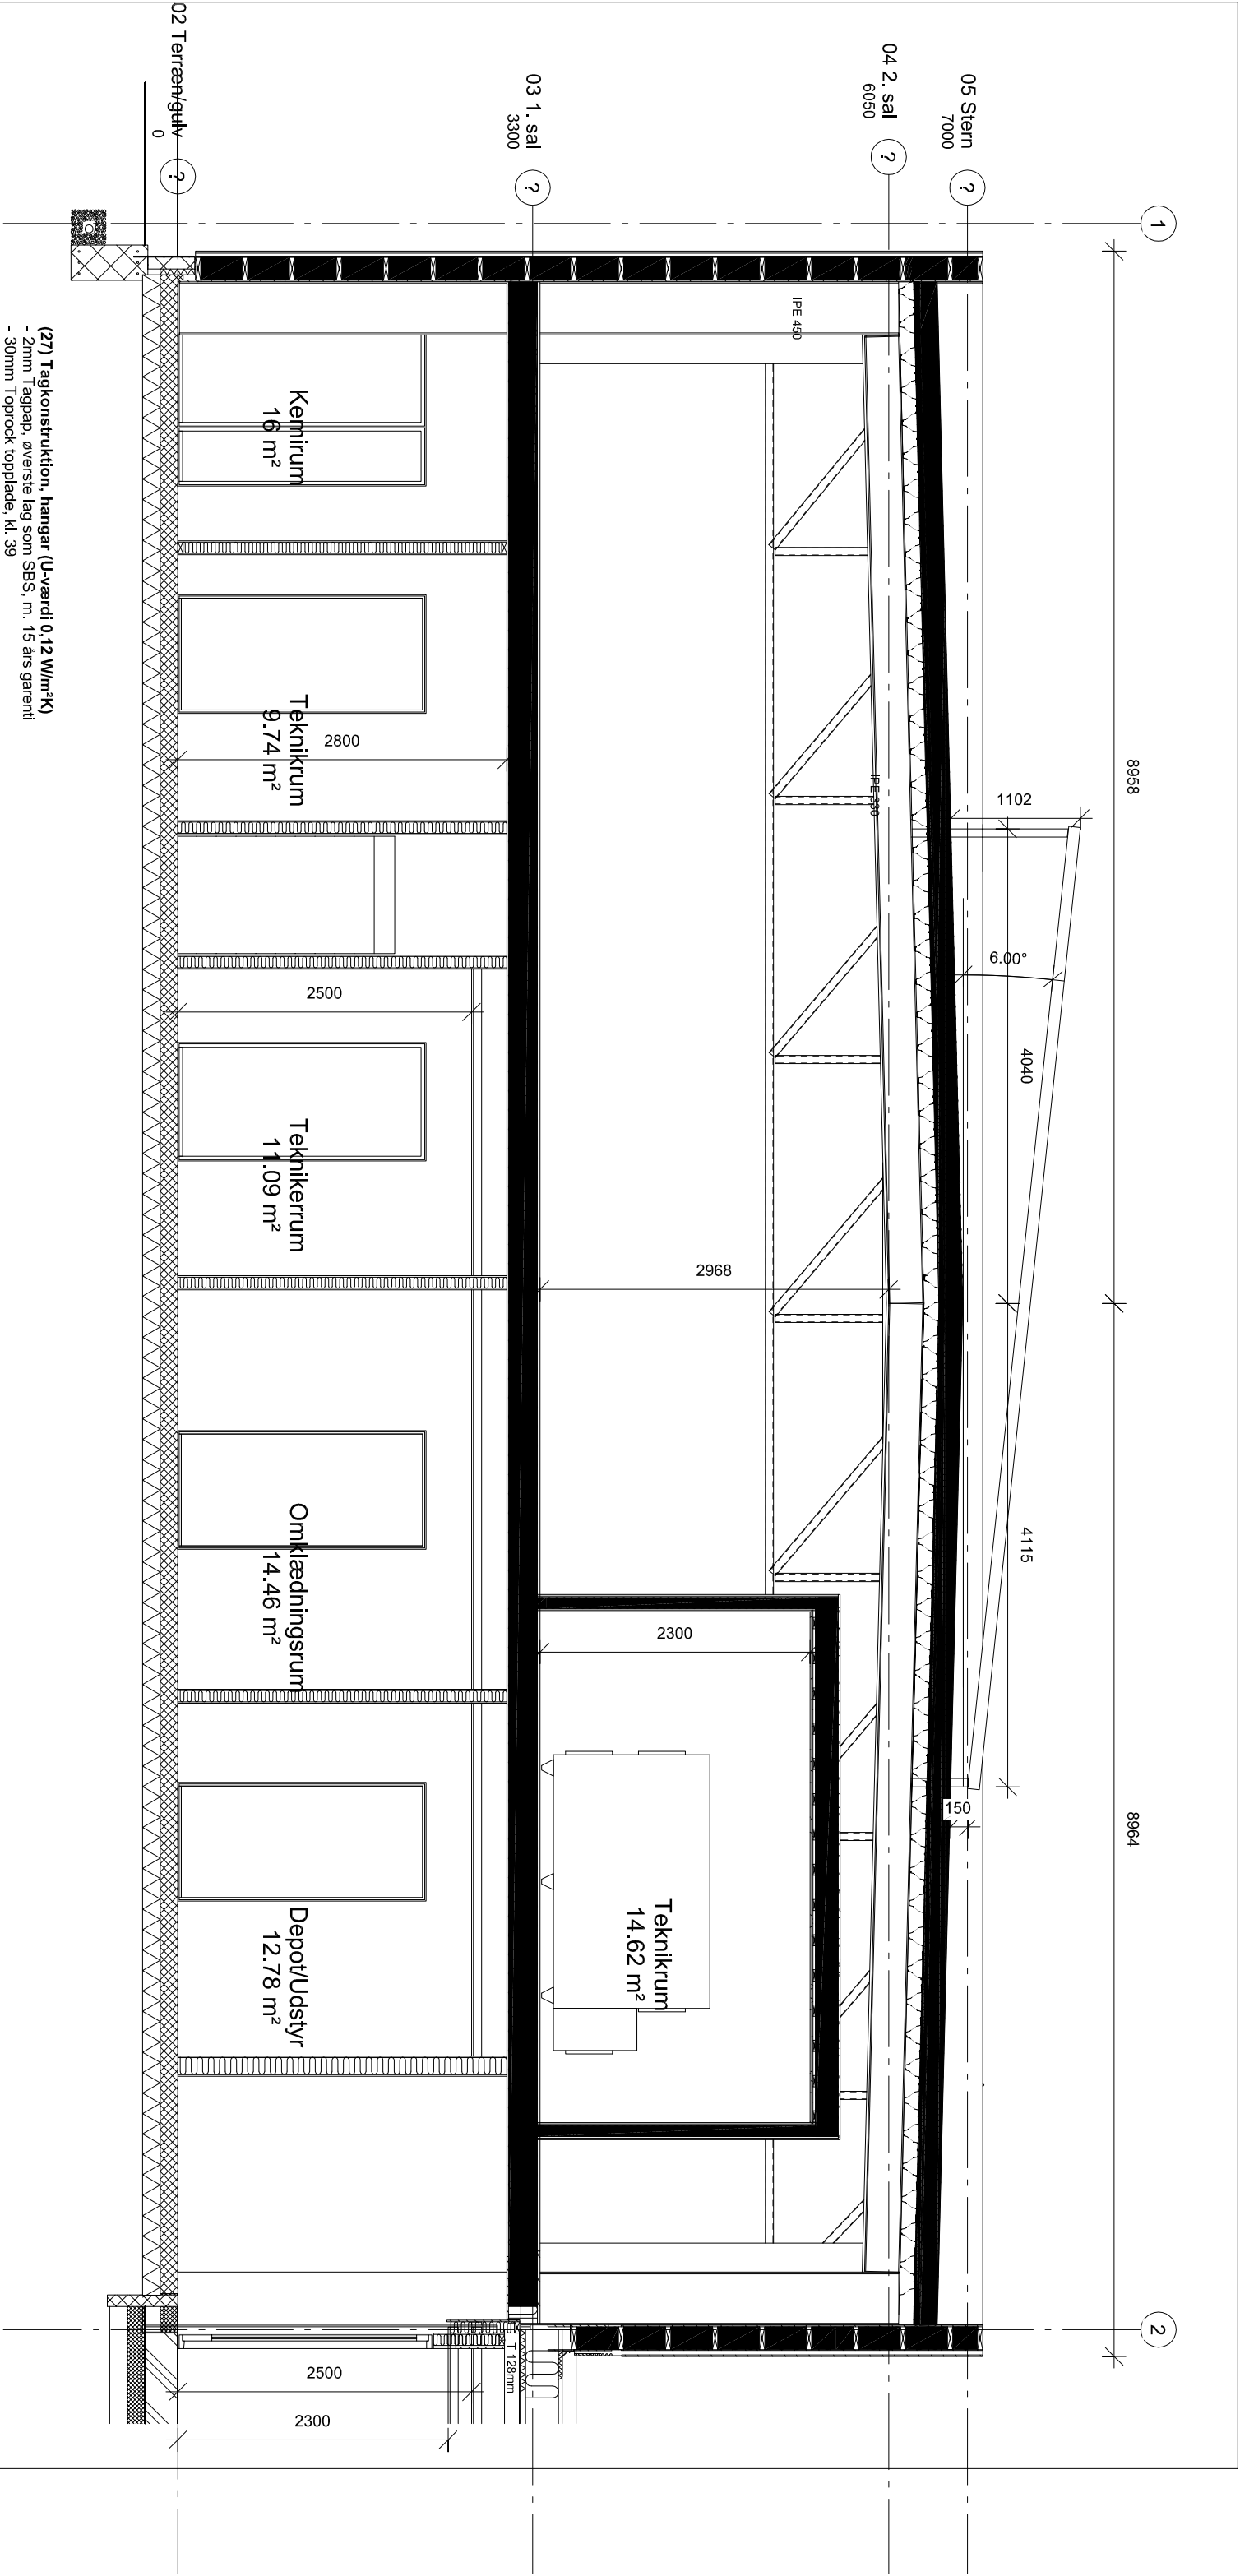 1
8958
8964
2
05 Stern
7000
?
04 2. sal
6050
?
03 1. sal
3300
?
02 Terræn/gulv
0
?
1102
6.00°
4040
4115
150
IPE 450
IPE 330
2968
2300
Teknikrum
14.62 m²
Kemirum
16 m²
Teknikrum
9.74 m²
2800
2500
Teknikerrum
11.09 m²
Omklædningsrum
14.46 m²
Depot/Udstyr
12.78 m²
T 128mm
2500
2300
(27) Tagkonstruktion, hangar (U-værdi 0,12 W/m²K)
- 2mm Tagpap, øverste lag som SBS, m. 15 års garenti
- 30mm Toprock topplade, kl. 39